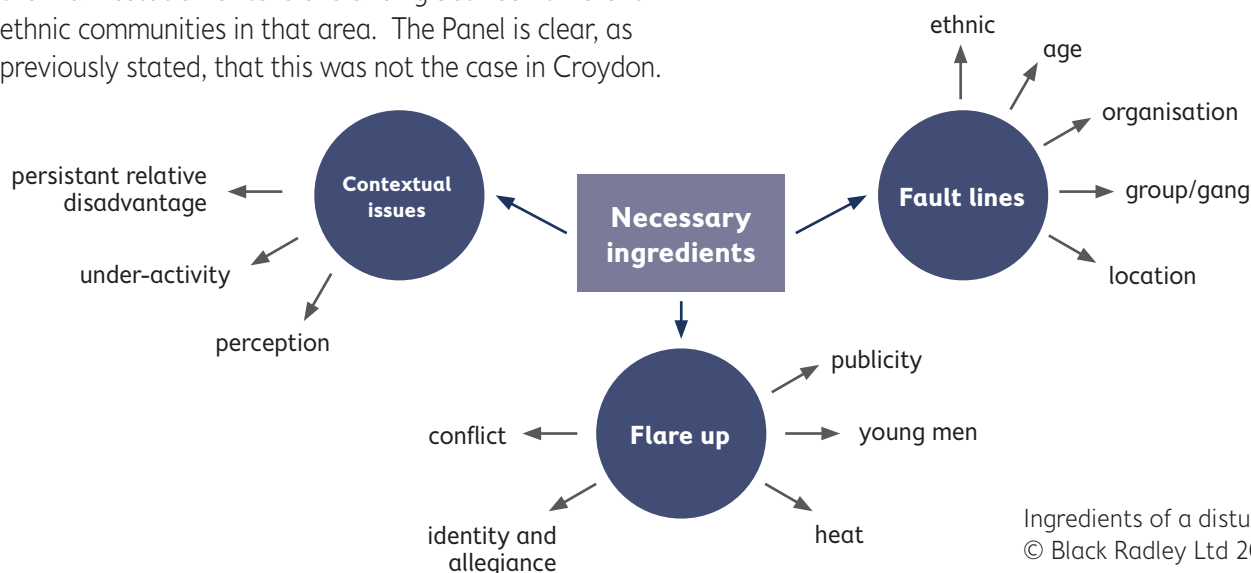 ethnic communities in that area. The Panel is clear, as
previously stated, that this was not the case in Croydon.
ethnic
age
organisation
group/gang
location
Fault lines
Contextual
issues
persistant relative
disadvantage
under-activity
perception
Necessary
ingredients
Flare up
publicity
young men
heat
conflict
identity and
allegiance
Ingredients of a
© Black Radley Ltd